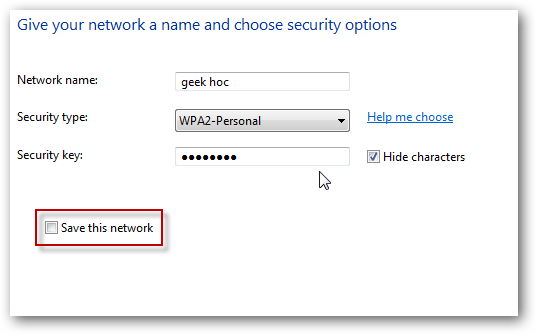 Give your network a name and choose security options
Network name: geek hoc
Security type: WPA2-Personal Help me choose
Security key: ●●●●●●●● Hide characters
Save this network